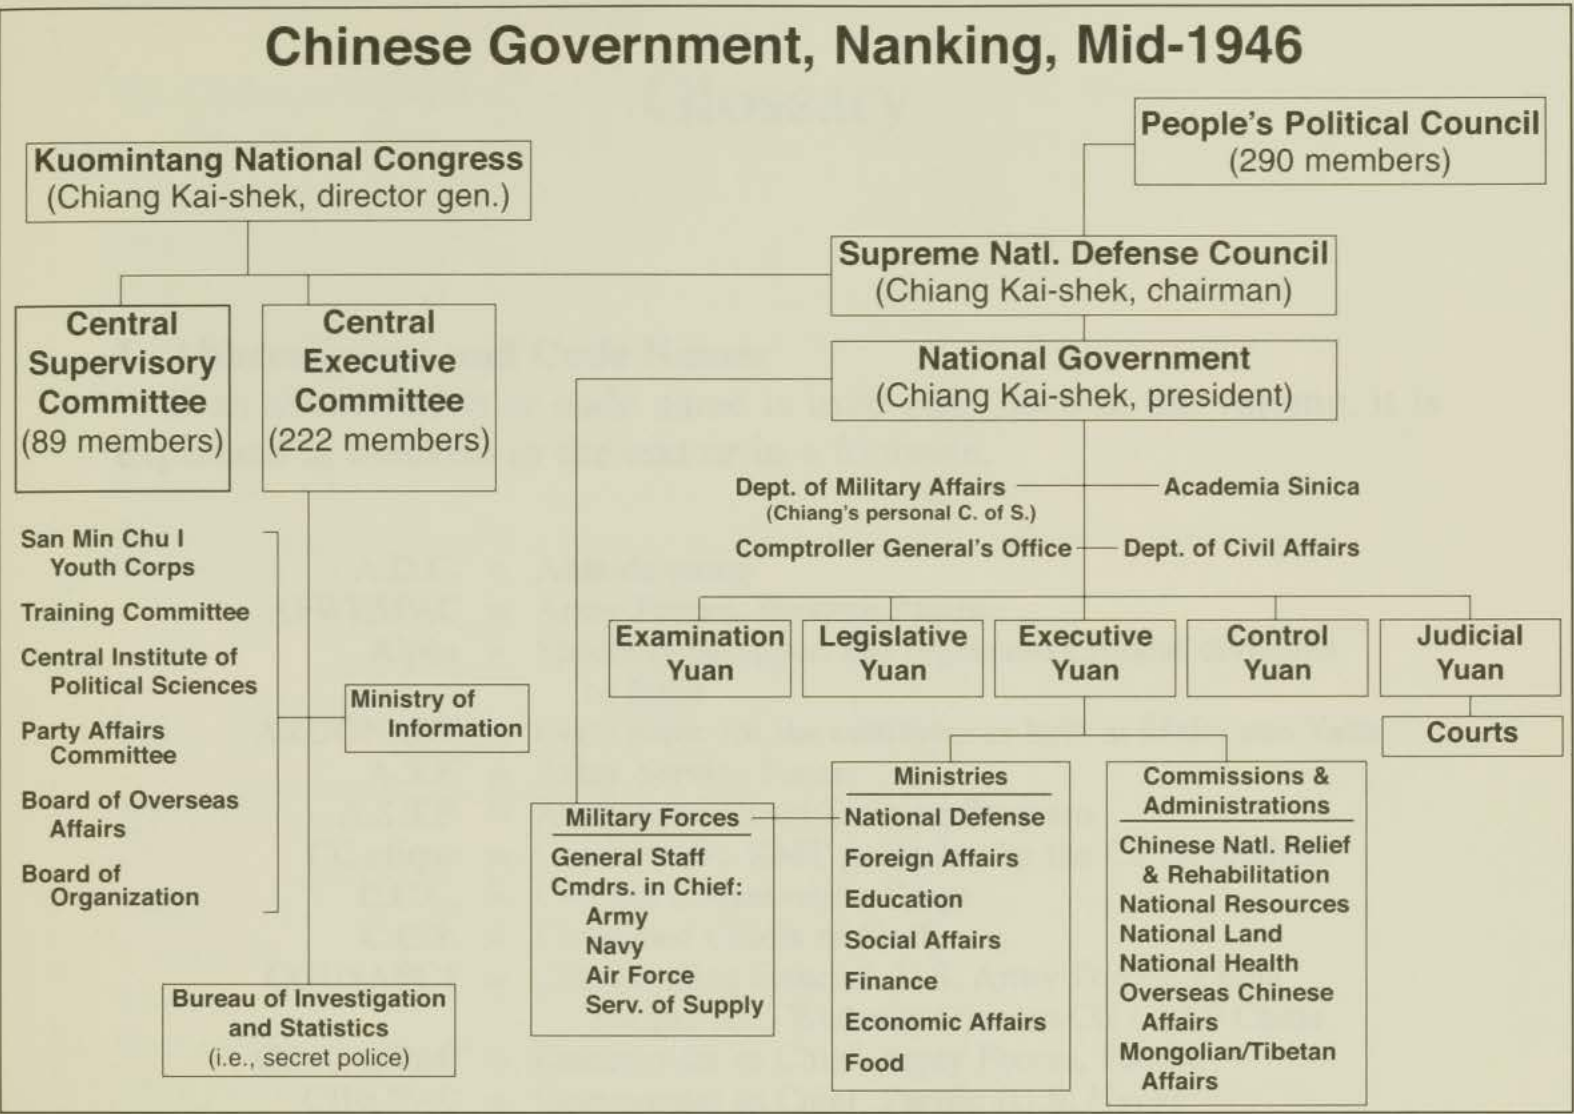 Chinese Government, Nanking, Mid-1946
People's Political Council
(290 members)
Kuomintang National Congress
(Chiang Kai-shek, director gen.)
Supreme Natl. Defense Council
(Chiang Kai-shek, chairman)
Central
Supervisory
Committee
(89 members)
Central
Executive
Committee
(222 members)
National Government
(Chiang Kai-shek, president)
Dept. of Military Affairs
(Chiang's personal C. of S.)
Academia Sinica
Comptroller General's Office
Dept. of Civil Affairs
San Min Chu I
Youth Corps
Training Committee
Central Institute of
Political Sciences
Party Affairs
Committee
Board of Overseas
Affairs
Board of
Organization
Ministry of
Information
Bureau of Investigation
and Statistics
(i.e., secret police)
Examination
Yuan
Legislative
Yuan
Executive
Yuan
Control
Yuan
Judicial
Yuan
Courts
Military Forces
General Staff
Cmdrs. in Chief:
Army
Navy
Air Force
Serv. of Supply
Ministries
National Defense
Foreign Affairs
Education
Social Affairs
Finance
Economic Affairs
Food
Commissions &
Administrations
Chinese Natl. Relief
& Rehabilitation
National Resources
National Land
National Health
Overseas Chinese
Affairs
Mongolian/Tibetan
Affairs